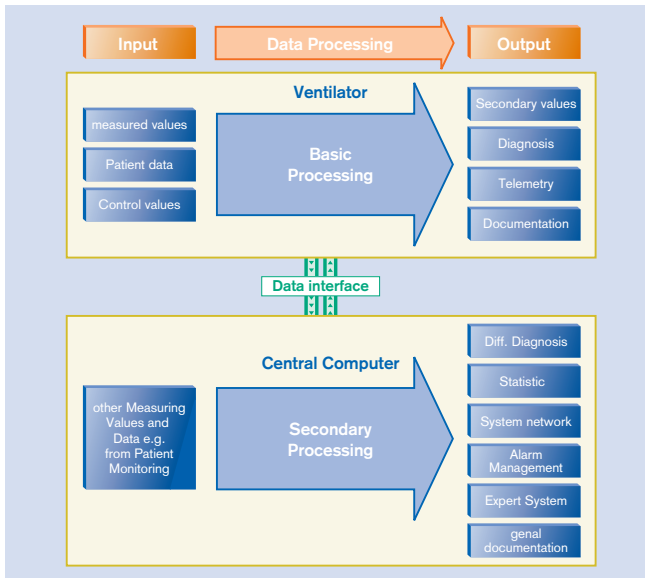 Input
Data Processing
Output
Ventilator
measured values
Patient data
Control values
Basic
Processing
Secondary values
Diagnosis
Telemetry
Documentation
Data interface
Central Computer
other Measuring
Values and
Data e.g.
from Patient
Monitoring
Secondary
Processing
Diff. Diagnosis
Statistic
System network
Alarm
Management
Expert System
genal
documentation